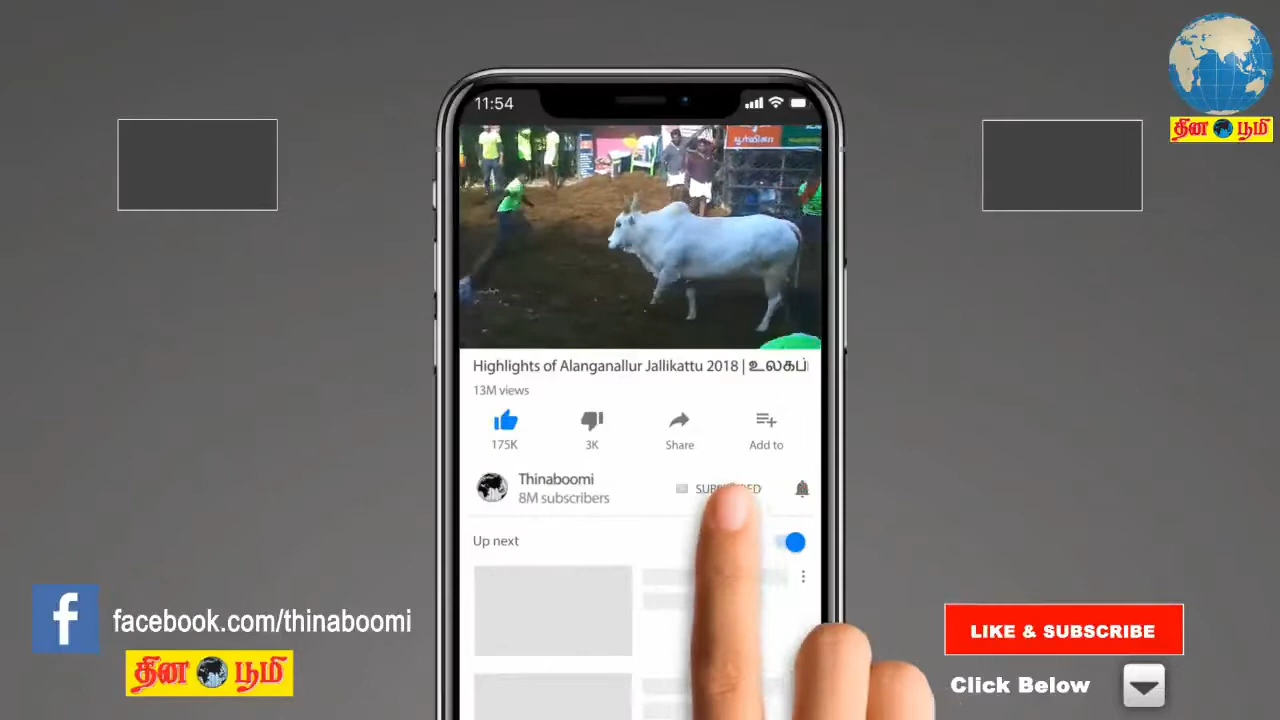 11:54
தின பூமி
பூர்விகா
Highlights of Alanganallur Jallikattu 2018 | உலகப்
13M views
175K
3K
Share
Add to
Thinaboomi
8M subscribers
SUBSCRIBED
Up next
facebook.com/thinaboomi
தின பூமி
LIKE & SUBSCRIBE
Click Below